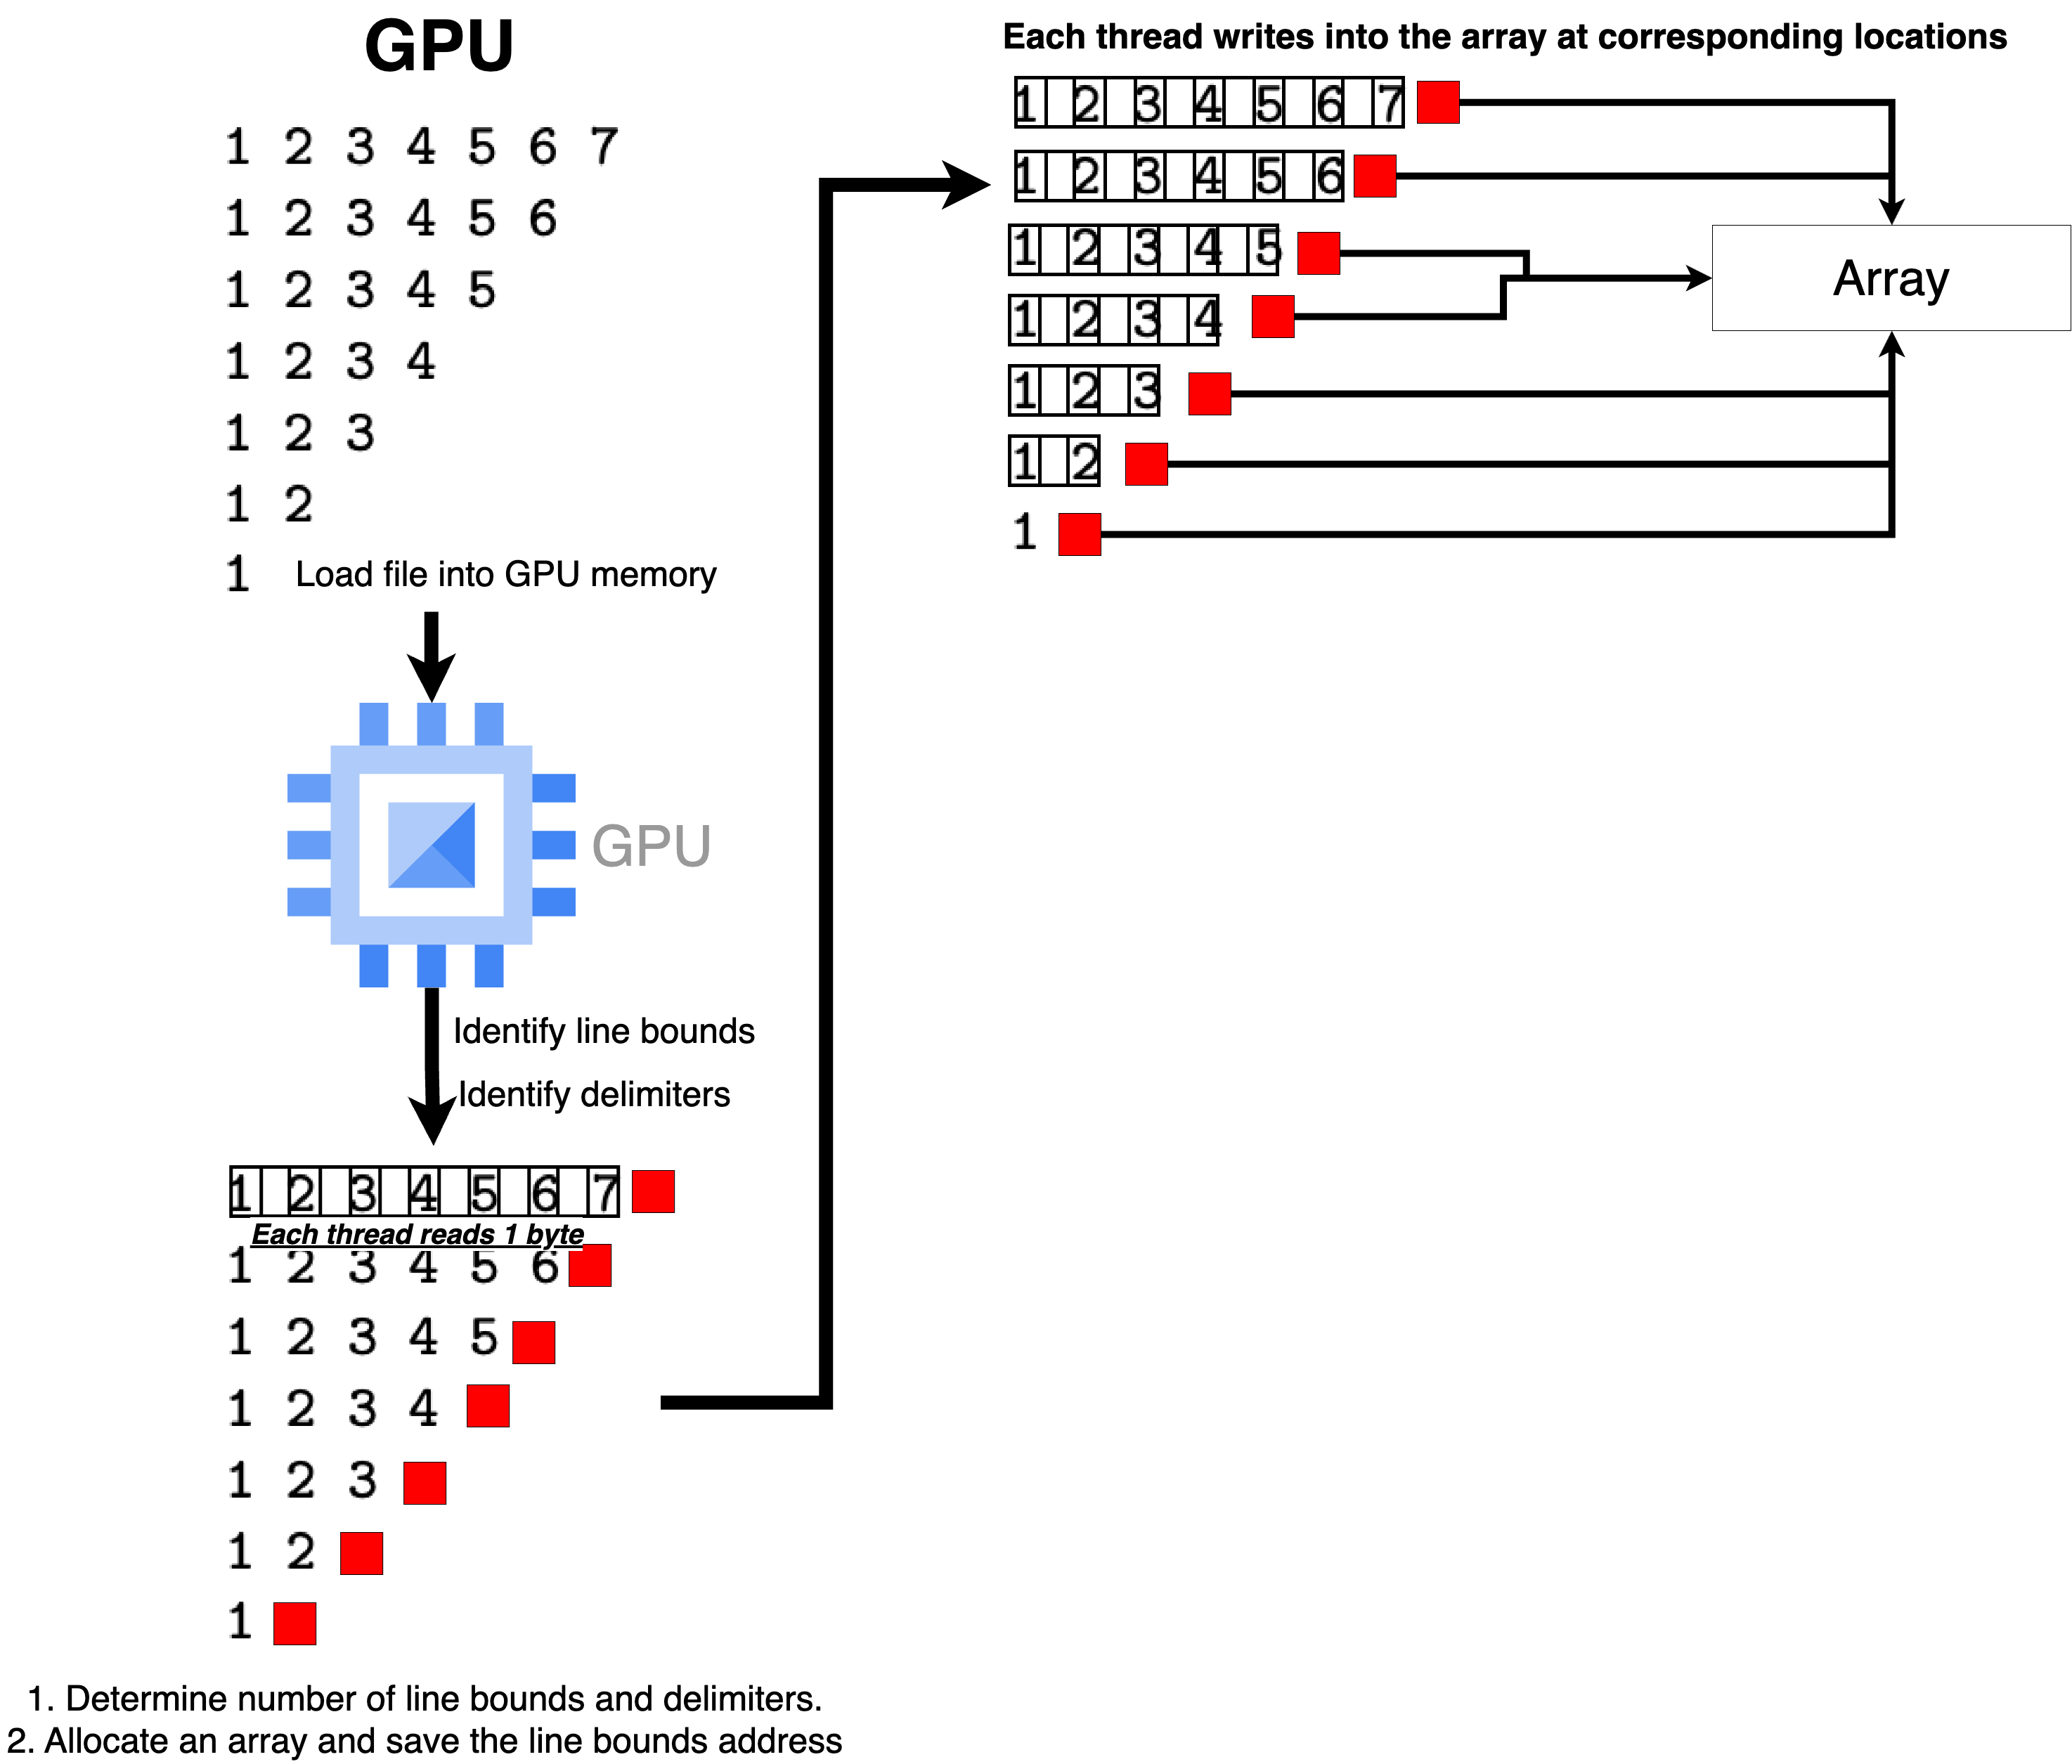 GPU
1 2 3 4 5 6 7
1 2 3 4 5 6
1 2 3 4 5
1 2 3 4
1 2 3
1 2
1 Load file into GPU memory
GPU
Identify line bounds
Identify delimiters
1 2 3 4 5 6 7
Each thread reads 1 byte
1 2 3 4 5 6
1 2 3 4 5
1 2 3 4
1 2 3
1 2
1
1. Determine number of line bounds and delimiters.
2. Allocate an array and save the line bounds address
Each thread writes into the array at corresponding locations
1 2 3 4 5 6 7
1 2 3 4 5 6
1 2 3 4 5
1 2 3 4
1 2 3
1 2
1
Array